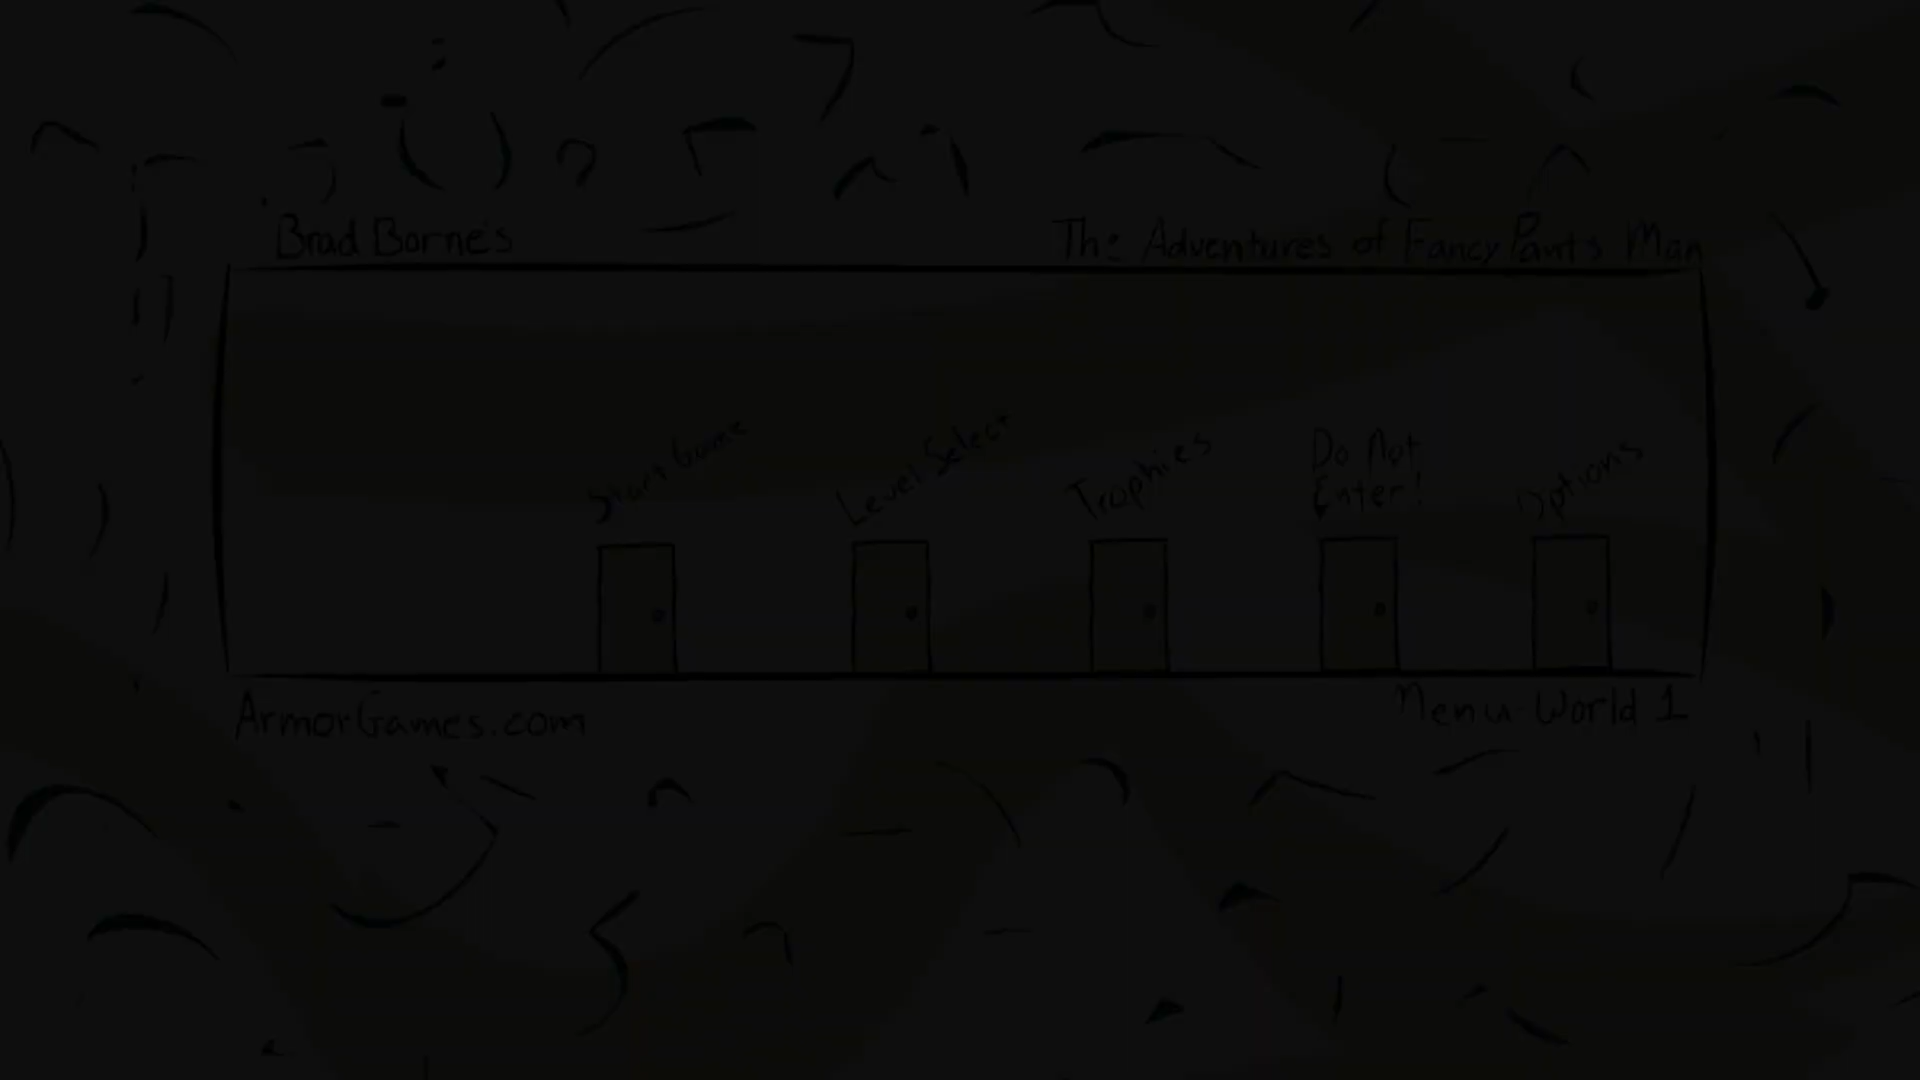 Brad Borne's
The Adventures of Fancy Pants Man
Start Game
Level Select
Trophies
Do Not
Enter!
Options
ArmorGames.com
Menu-World 1